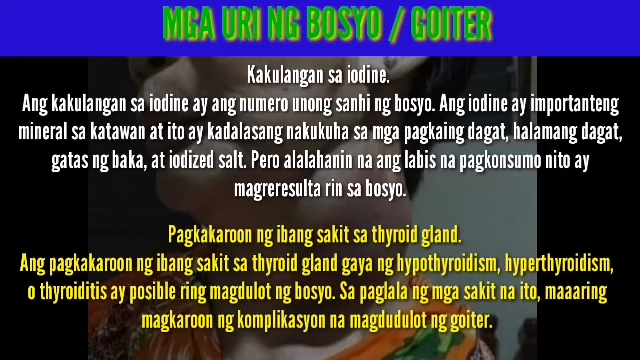 MGA URI NG BOSYO / GOITER
Kakulangan sa iodine.
Ang kakulangan sa iodine ay ang numero unong sanhi ng bosyo. Ang iodine ay importanteng
mineral sa katawan at ito ay kadalasang nakukuha sa mga pagkaing dagat, halamang dagat,
gatas ng baka, at iodized salt. Pero alalahanin na ang labis na pagkonsumo nito ay
magreresulta rin sa bosyo.
Pagkakaroon ng ibang sakit sa thyroid gland.
Ang pagkakaroon ng ibang sakit sa thyroid gland gaya ng hypothyroidism, hyperthyroidism,
o thyroiditis ay posible ring magdulot ng bosyo. Sa paglala ng mga sakit na ito, maaaring
magkaroon ng komplikasyon na magdudulot ng goiter.